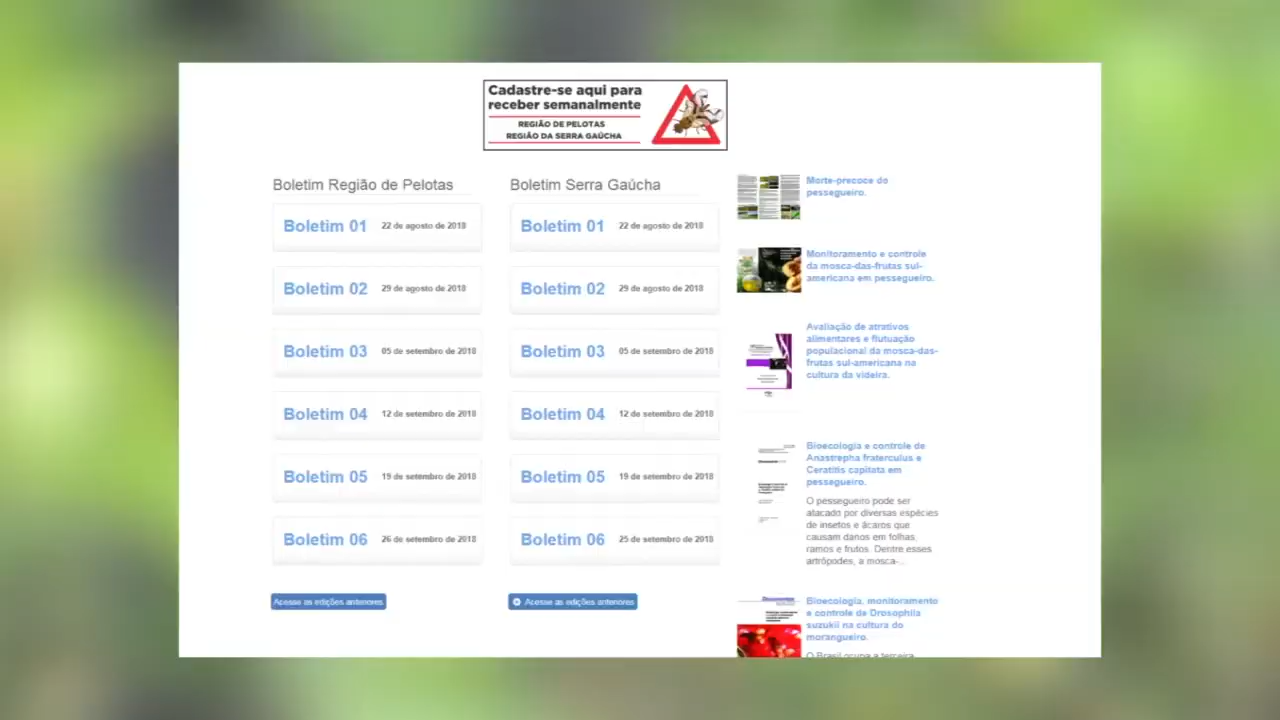 Cadastre-se aqui para
receber semanalmente
REGIÃO DE PELOTAS
REGIÃO DA SERRA GAÚCHA
Boletim Região de Pelotas
Boletim 01 22 de agosto de 2018
Boletim 02 29 de agosto de 2018
Boletim 03 05 de setembro de 2018
Boletim 04 12 de setembro de 2018
Boletim 05 19 de setembro de 2018
Boletim 06 26 de setembro de 2018
Acesse as edições anteriores
Boletim Serra Gaúcha
Boletim 01 22 de agosto de 2018
Boletim 02 29 de agosto de 2018
Boletim 03 05 de setembro de 2018
Boletim 04 12 de setembro de 2018
Boletim 05 19 de setembro de 2018
Boletim 06 25 de setembro de 2018
Acesse as edições anteriores
Morte-precoce do
pessegueiro.
Monitoramento e controle
da mosca-das-frutas sul-
americana em pessegueiro.
Avaliação de atrativos
alimentares e flutuação
populacional da mosca-das-
frutas sul-americana na
cultura da videira.
Bioecologia e controle de
Anastrepha fraterculus e
Ceratitis capitata em
pessegueiro.
O pessegueiro pode ser
atacado por diversas espécies
de insetos e ácaros que
causam danos em folhas,
ramos e frutos. Dentre esses
artrópodes, a mosca-...
Bioecologia, monitoramento
e controle de Drosophila
suzukii na cultura do
morangueiro.
O Brasil ocupa a terceira